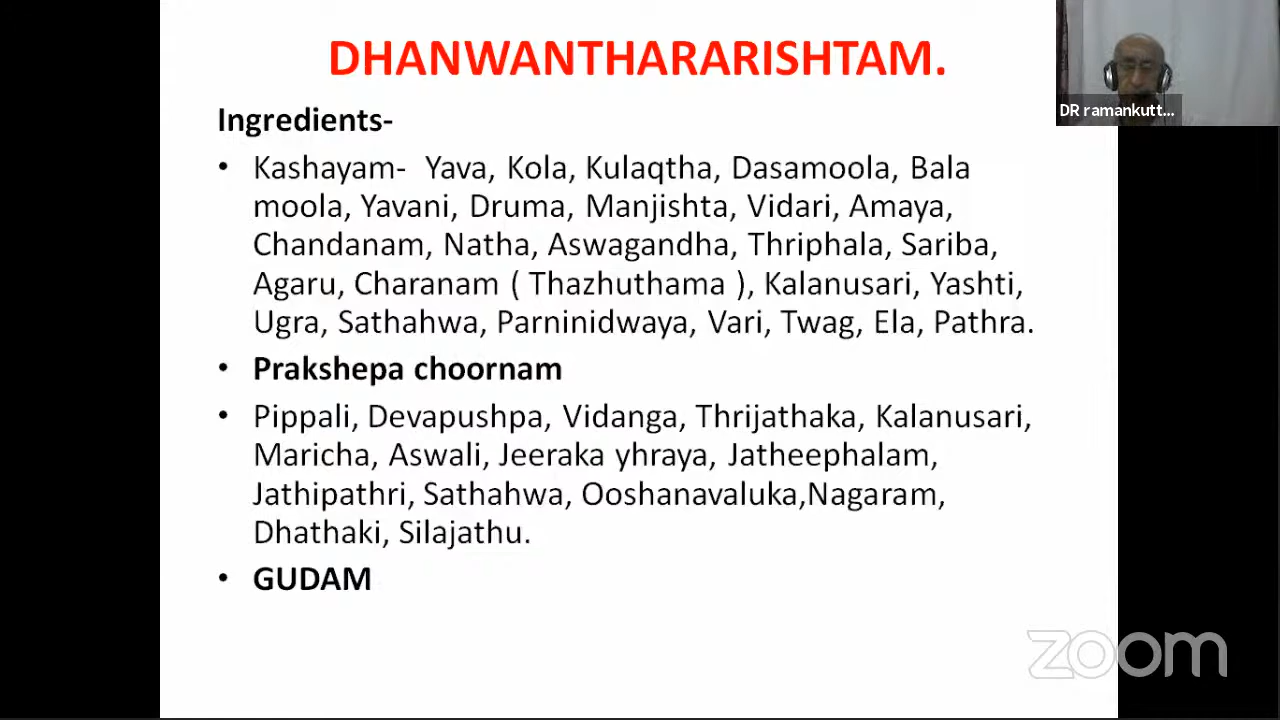 DHANWANTHARARISHTAM.
Ingredients-
• Kashayam- Yava, Kola, Kulaqtha, Dasamoola, Bala
moola, Yavani, Druma, Manjishta, Vidari, Amaya,
Chandanam, Natha, Aswagandha, Thriphala, Sariba,
Agaru, Charanam ( Thazhuthama ), Kalanusari, Yashti,
Ugra, Sathahwa, Parninidwaya, Vari, Twag, Ela, Pathra.
• Prakshepa choornam
• Pippali, Devapushpa, Vidanga, Thrijathaka, Kalanusari,
Maricha, Aswali, Jeeraka yhraya, Jatheephalam,
Jathipathri, Sathahwa, Ooshanavaluka,Nagaram,
Dhathaki, Silajathu.
• GUDAM
DR ramankutt...
zoom